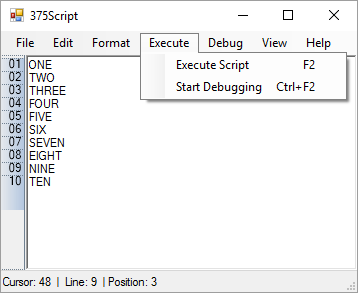 375Script
File Edit Format Execute Debug View Help
Execute Script F2
Start Debugging Ctrl+F2
01 ONE
02 TWO
03 THREE
04 FOUR
05 FIVE
06 SIX
07 SEVEN
08 EIGHT
09 NINE
10 TEN
Cursor: 48 | Line: 9 | Position: 3